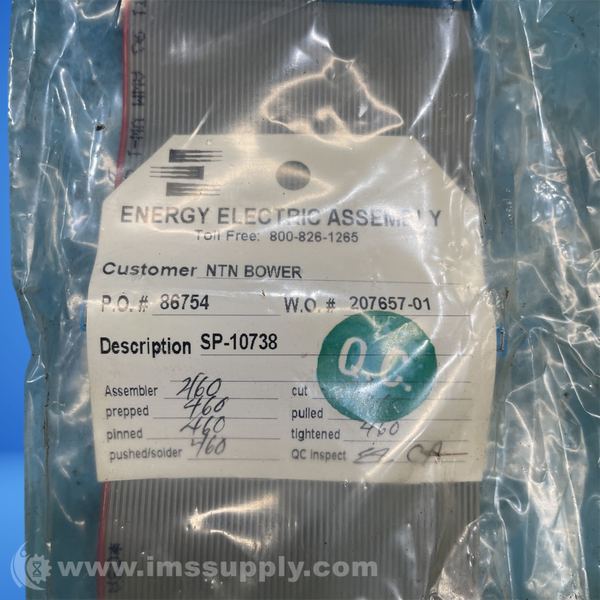 ENERGY ELECTRIC ASSEMBLY
Toll Free: 800-826-1265
Customer NTN BOWER
P.O. # 86754 W.O. # 207657-01
Description SP-10738
Q.C.
Assembler 460 cut
prepped 460 pulled
pinned 460 tightened 460
pushed/solder 460 QC Inspect CA
www.imssupply.com